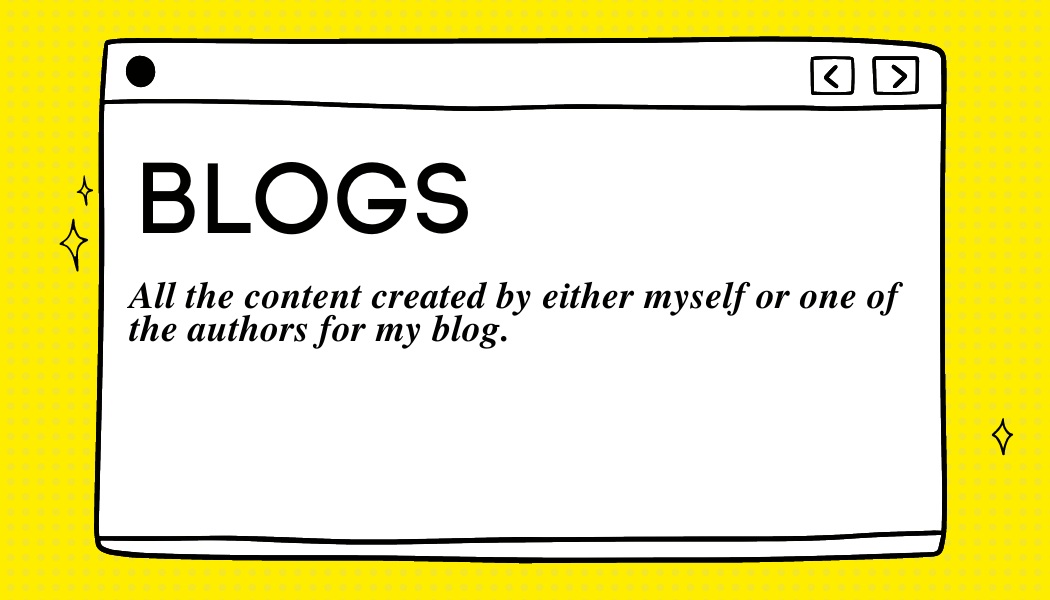 BLOGS
All the content created by either myself or one of
the authors for my blog.